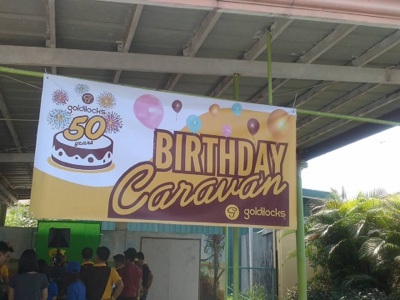 goldilocks
50
years
BIRTHDAY
Caravan
goldilocks